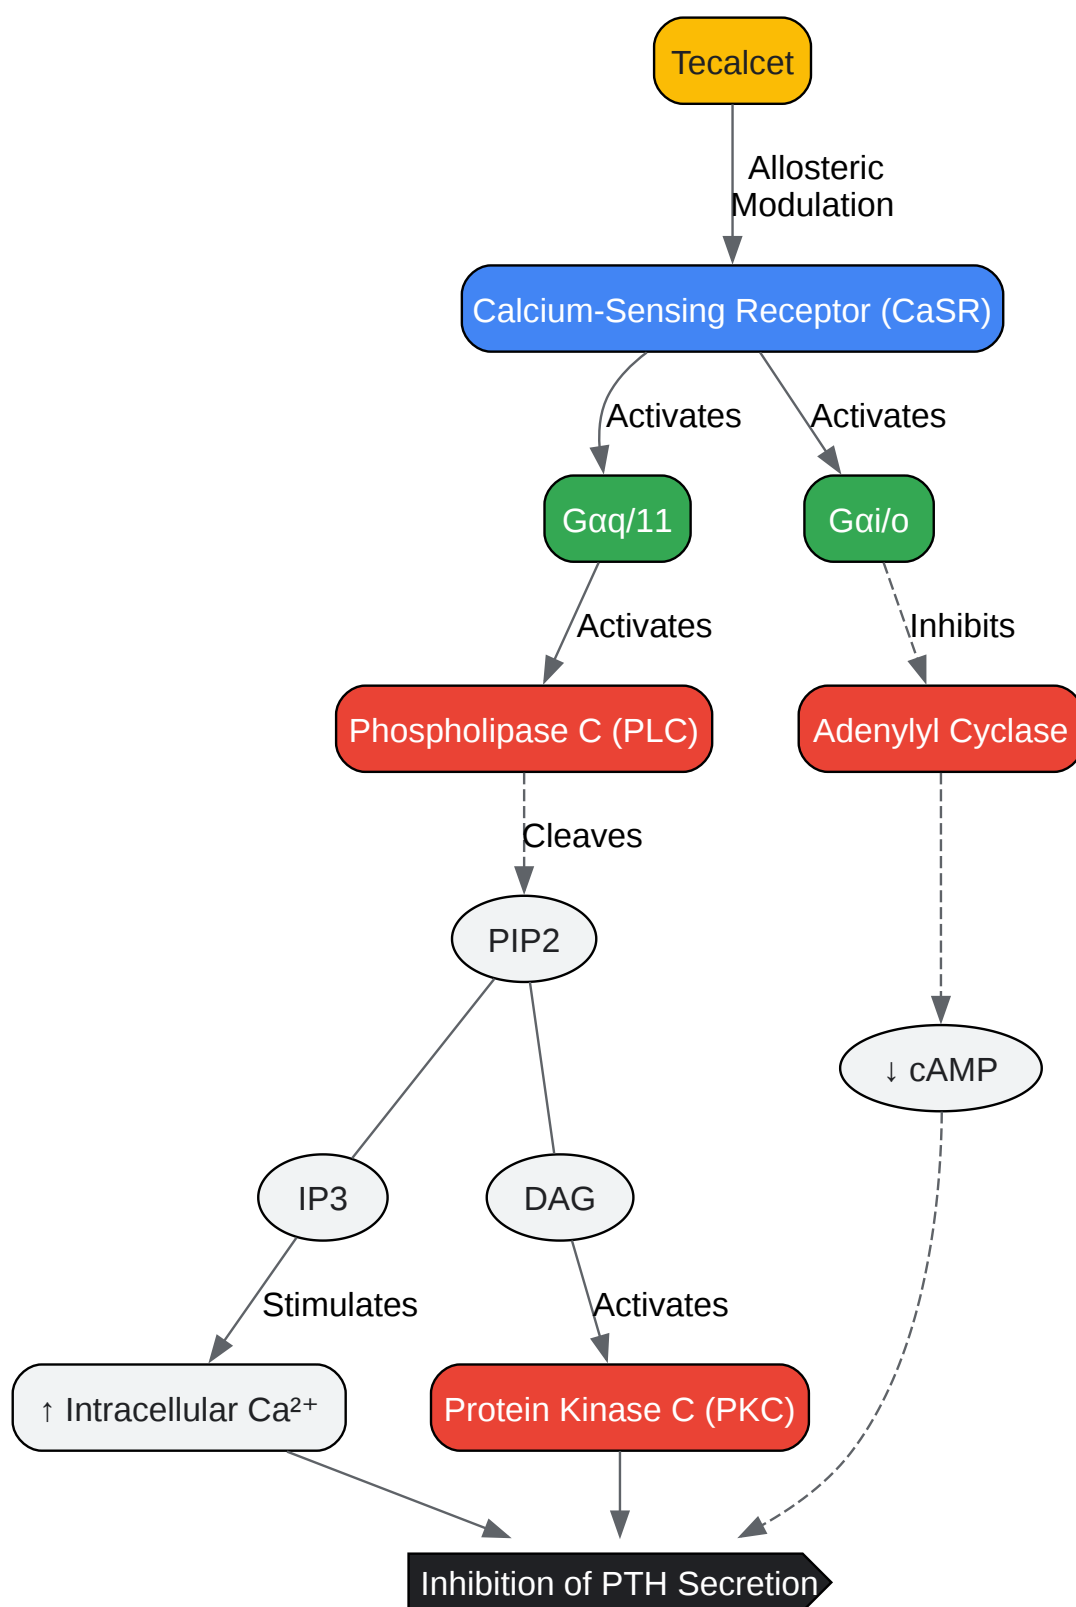 Tecalcet
Allosteric
Modulation
Calcium-Sensing Receptor (CaSR)
Activates
Activates
Gαq/11
Gαi/o
Activates
Inhibits
Phospholipase C (PLC)
Adenylyl Cyclase
Cleaves
PIP2
↓ cAMP
IP3
DAG
Stimulates
Activates
↑ Intracellular Ca²⁺
Protein Kinase C (PKC)
Inhibition of PTH Secretion